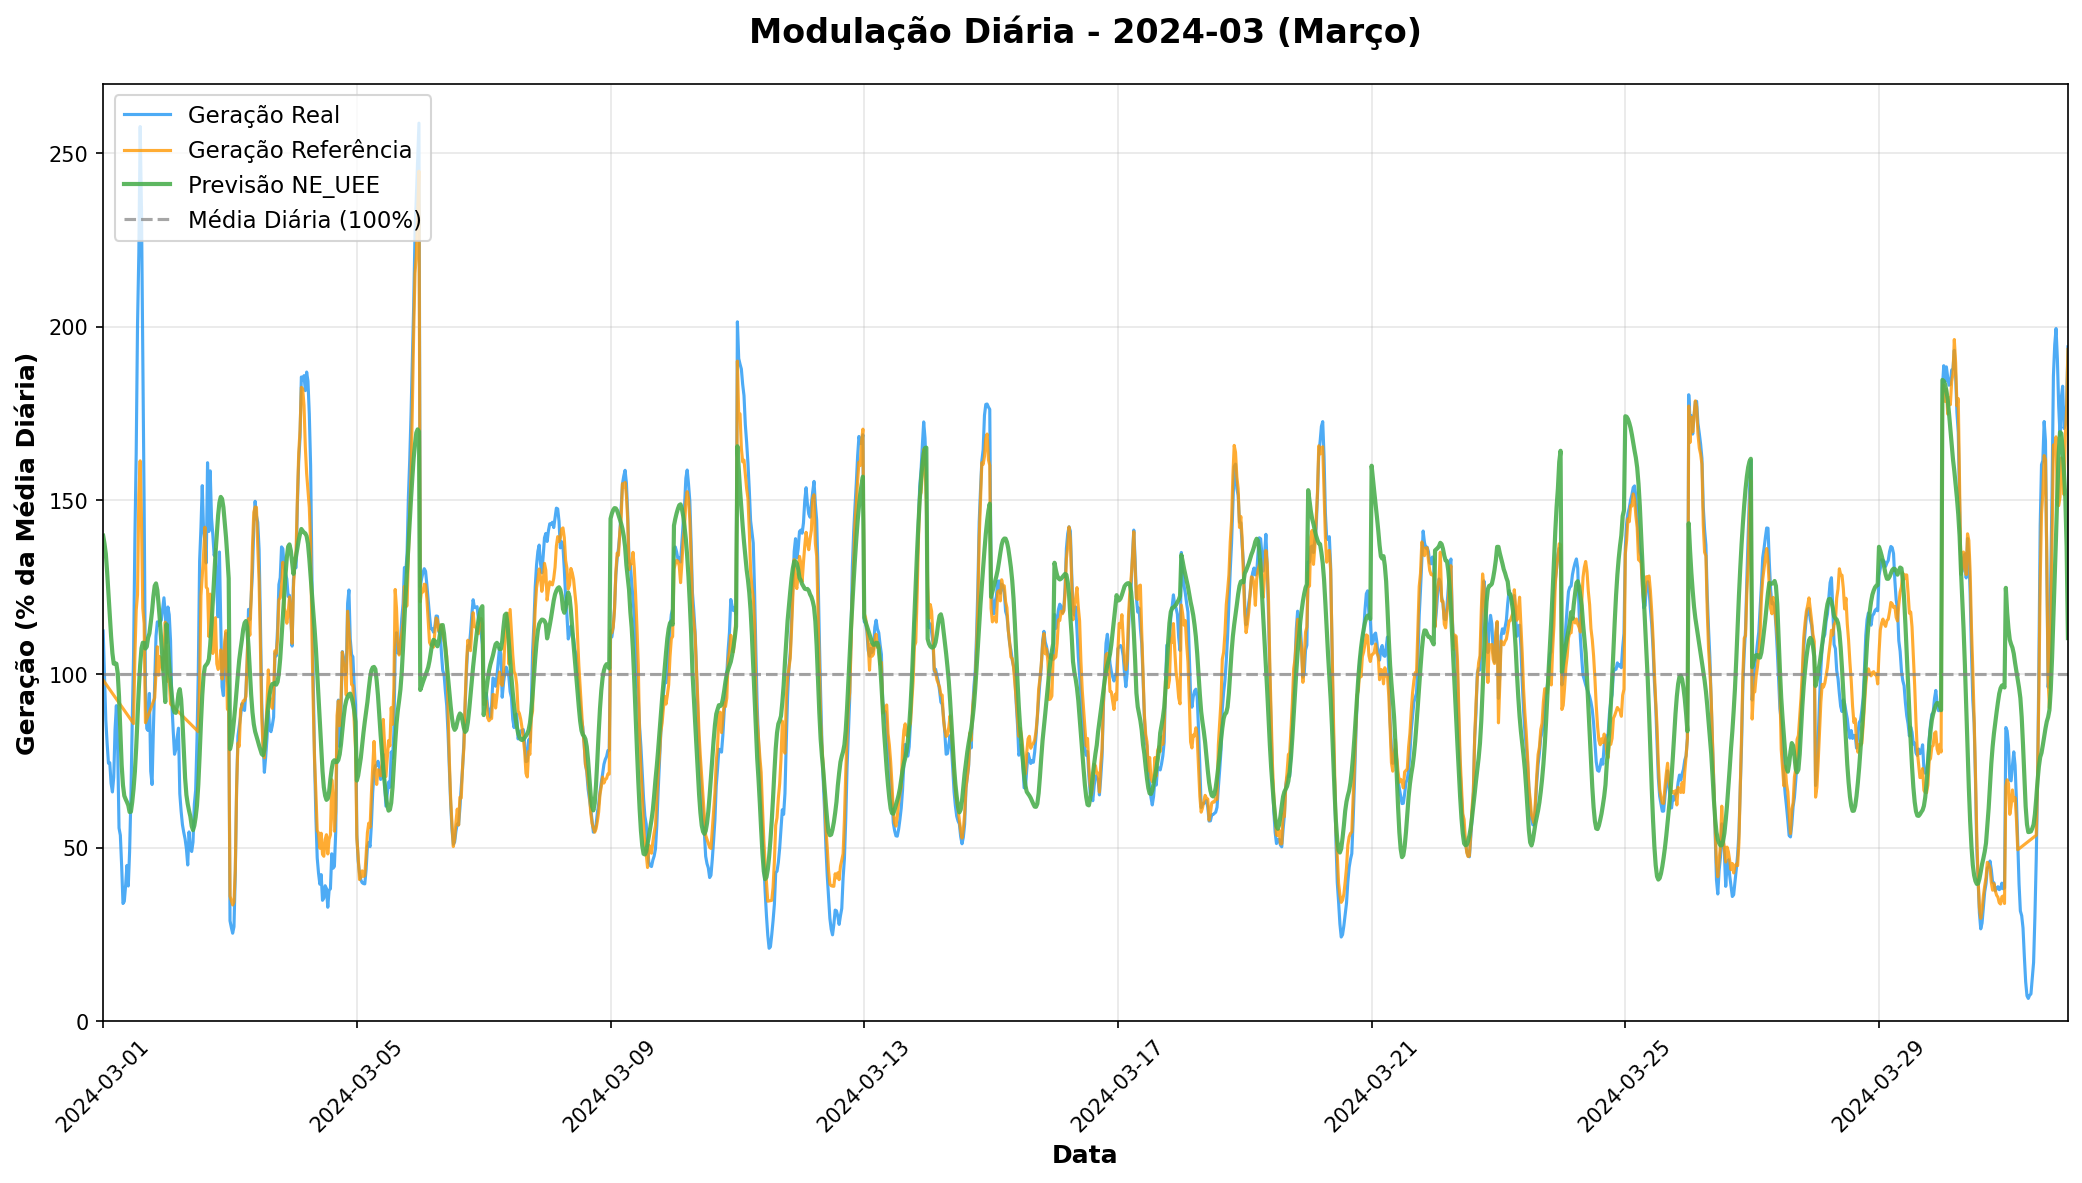 Modulação Diária - 2024-03 (Março)
Geração Real
Geração Referência
Previsão NE_UEE
Média Diária (100%)
Geração (% da Média Diária)
250
200
150
100
50
0
2024-03-01
2024-03-05
2024-03-09
2024-03-13
2024-03-17
2024-03-21
2024-03-25
2024-03-29
Data